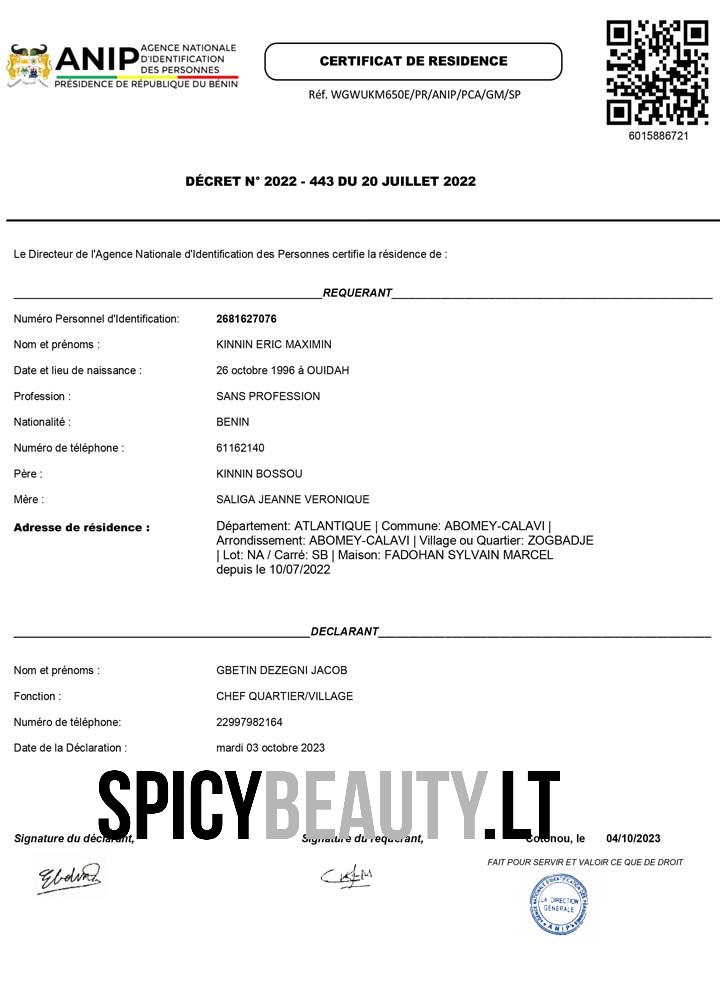 ANIP
AGENCE NATIONALE
D'IDENTIFICATION
DES PERSONNES
PRÉSIDENCE DE RÉPUBLIQUE DU BÉNIN
CERTIFICAT DE RESIDENCE
Réf. WGWUKM650E/PR/ANIP/PCA/GM/SP
6015886721
DÉCRET N° 2022 - 443 DU 20 JUILLET 2022
Le Directeur de l'Agence Nationale d'Identification des Personnes certifie la résidence de :
REQUERANT
Numéro Personnel d'Identification: 2681627076
Nom et prénoms : KINNIN ERIC MAXIMIN
Date et lieu de naissance : 26 octobre 1996 à OUIDAH
Profession : SANS PROFESSION
Nationalité : BENIN
Numéro de téléphone : 61162140
Père : KINNIN BOSSOU
Mère : SALIGA JEANNE VERONIQUE
Adresse de résidence : Département: ATLANTIQUE | Commune: ABOMEY-CALAVI |
Arrondissement: ABOMEY-CALAVI | Village ou Quartier: ZOGBADJE
| Lot: NA / Carré: SB | Maison: FADOHAN SYLVAIN MARCEL
depuis le 10/07/2022
DECLARANT
Nom et prénoms : GBETIN DEZEGNI JACOB
Fonction : CHEF QUARTIER/VILLAGE
Numéro de téléphone: 22997982164
Date de la Déclaration : mardi 03 octobre 2023
SPICYBEAUTY.LT
Signature du déclarant, Signature du requérant, Cotonou, le 04/10/2023
FAIT POUR SERVIR ET VALOIR CE QUE DE DROIT
LA DIRECTION
GENERALE
ANIP